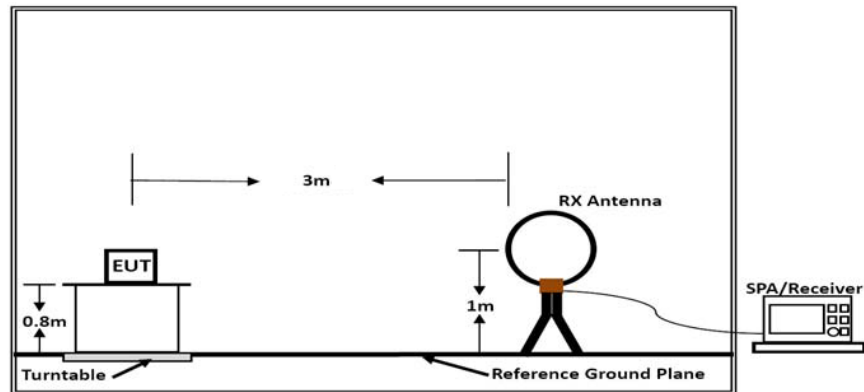 3m
RX Antenna
EUT
SPA/Receiver
0.8m
1m
Turntable
Reference Ground Plane